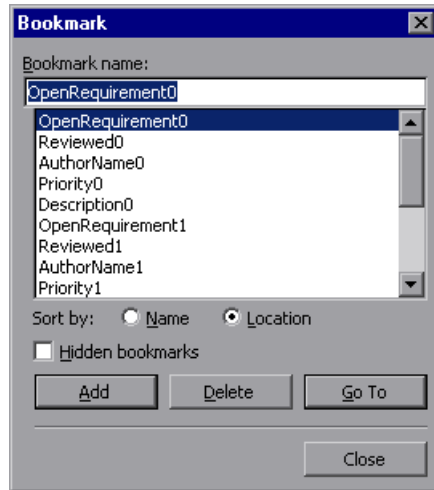 Bookmark
Bookmark name:
OpenRequirement0
OpenRequirement0
Reviewed0
AuthorName0
Priority0
Description0
OpenRequirement1
Reviewed1
AuthorName1
Priority1
Sort by: Name Location
Hidden bookmarks
Add Delete Go To
Close